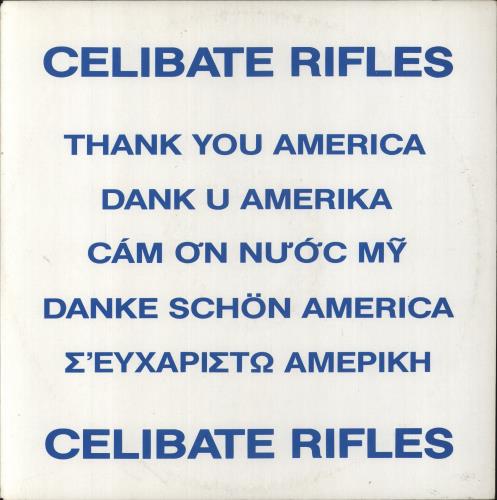 CELIBATE RIFLES
THANK YOU AMERICA
DANK U AMERIKA
CÁM ƠN NƯỚC MỸ
DANKE SCHÖN AMERICA
Σ'ΕΥΧΑΡΙΣΤΩ ΑΜΕΡΙΚΗ
CELIBATE RIFLES